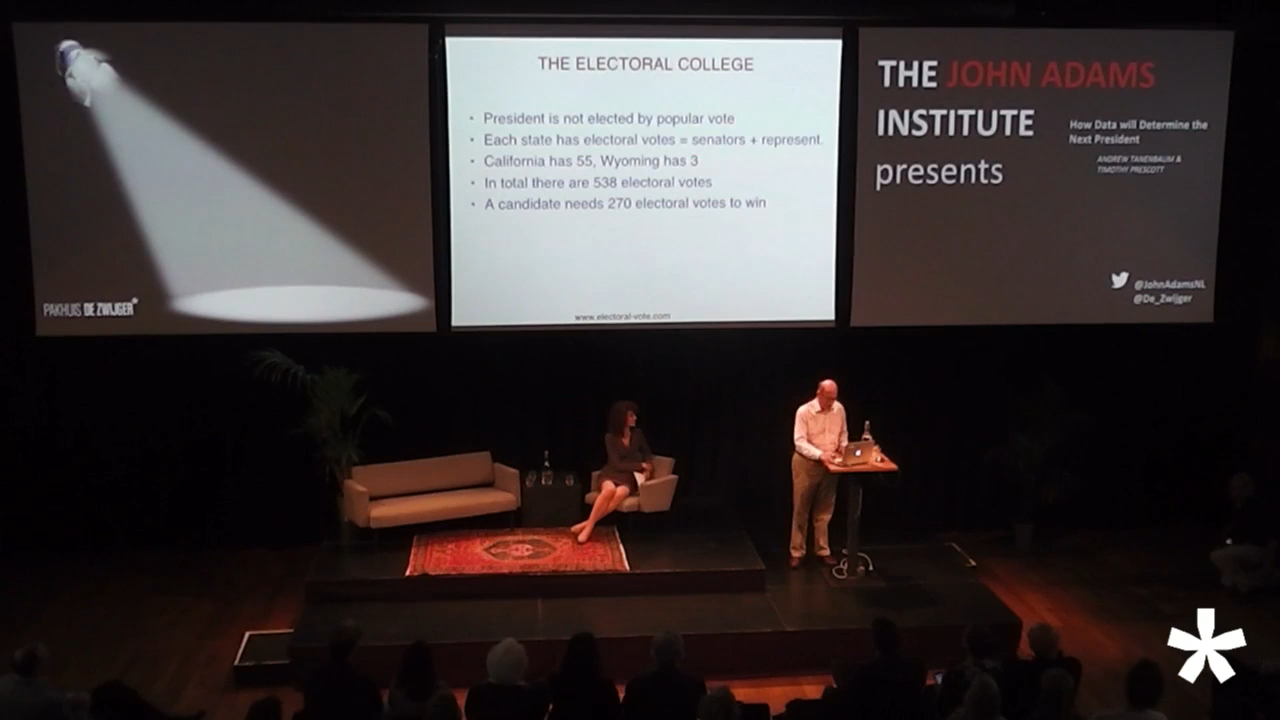 PAKHUIS DE ZWIJGER*
THE ELECTORAL COLLEGE
• President is not elected by popular vote
• Each state has electoral votes = senators + represent.
• California has 55, Wyoming has 3
• In total there are 538 electoral votes
• A candidate needs 270 electoral votes to win
www.electoral-vote.com
THE JOHN ADAMS
INSTITUTE
presents
How Data will Determine the
Next President
ANDREW TANENBAUM &
TIMOTHY PRESCOTT
@JohnAdamsNL
@De_Zwijger